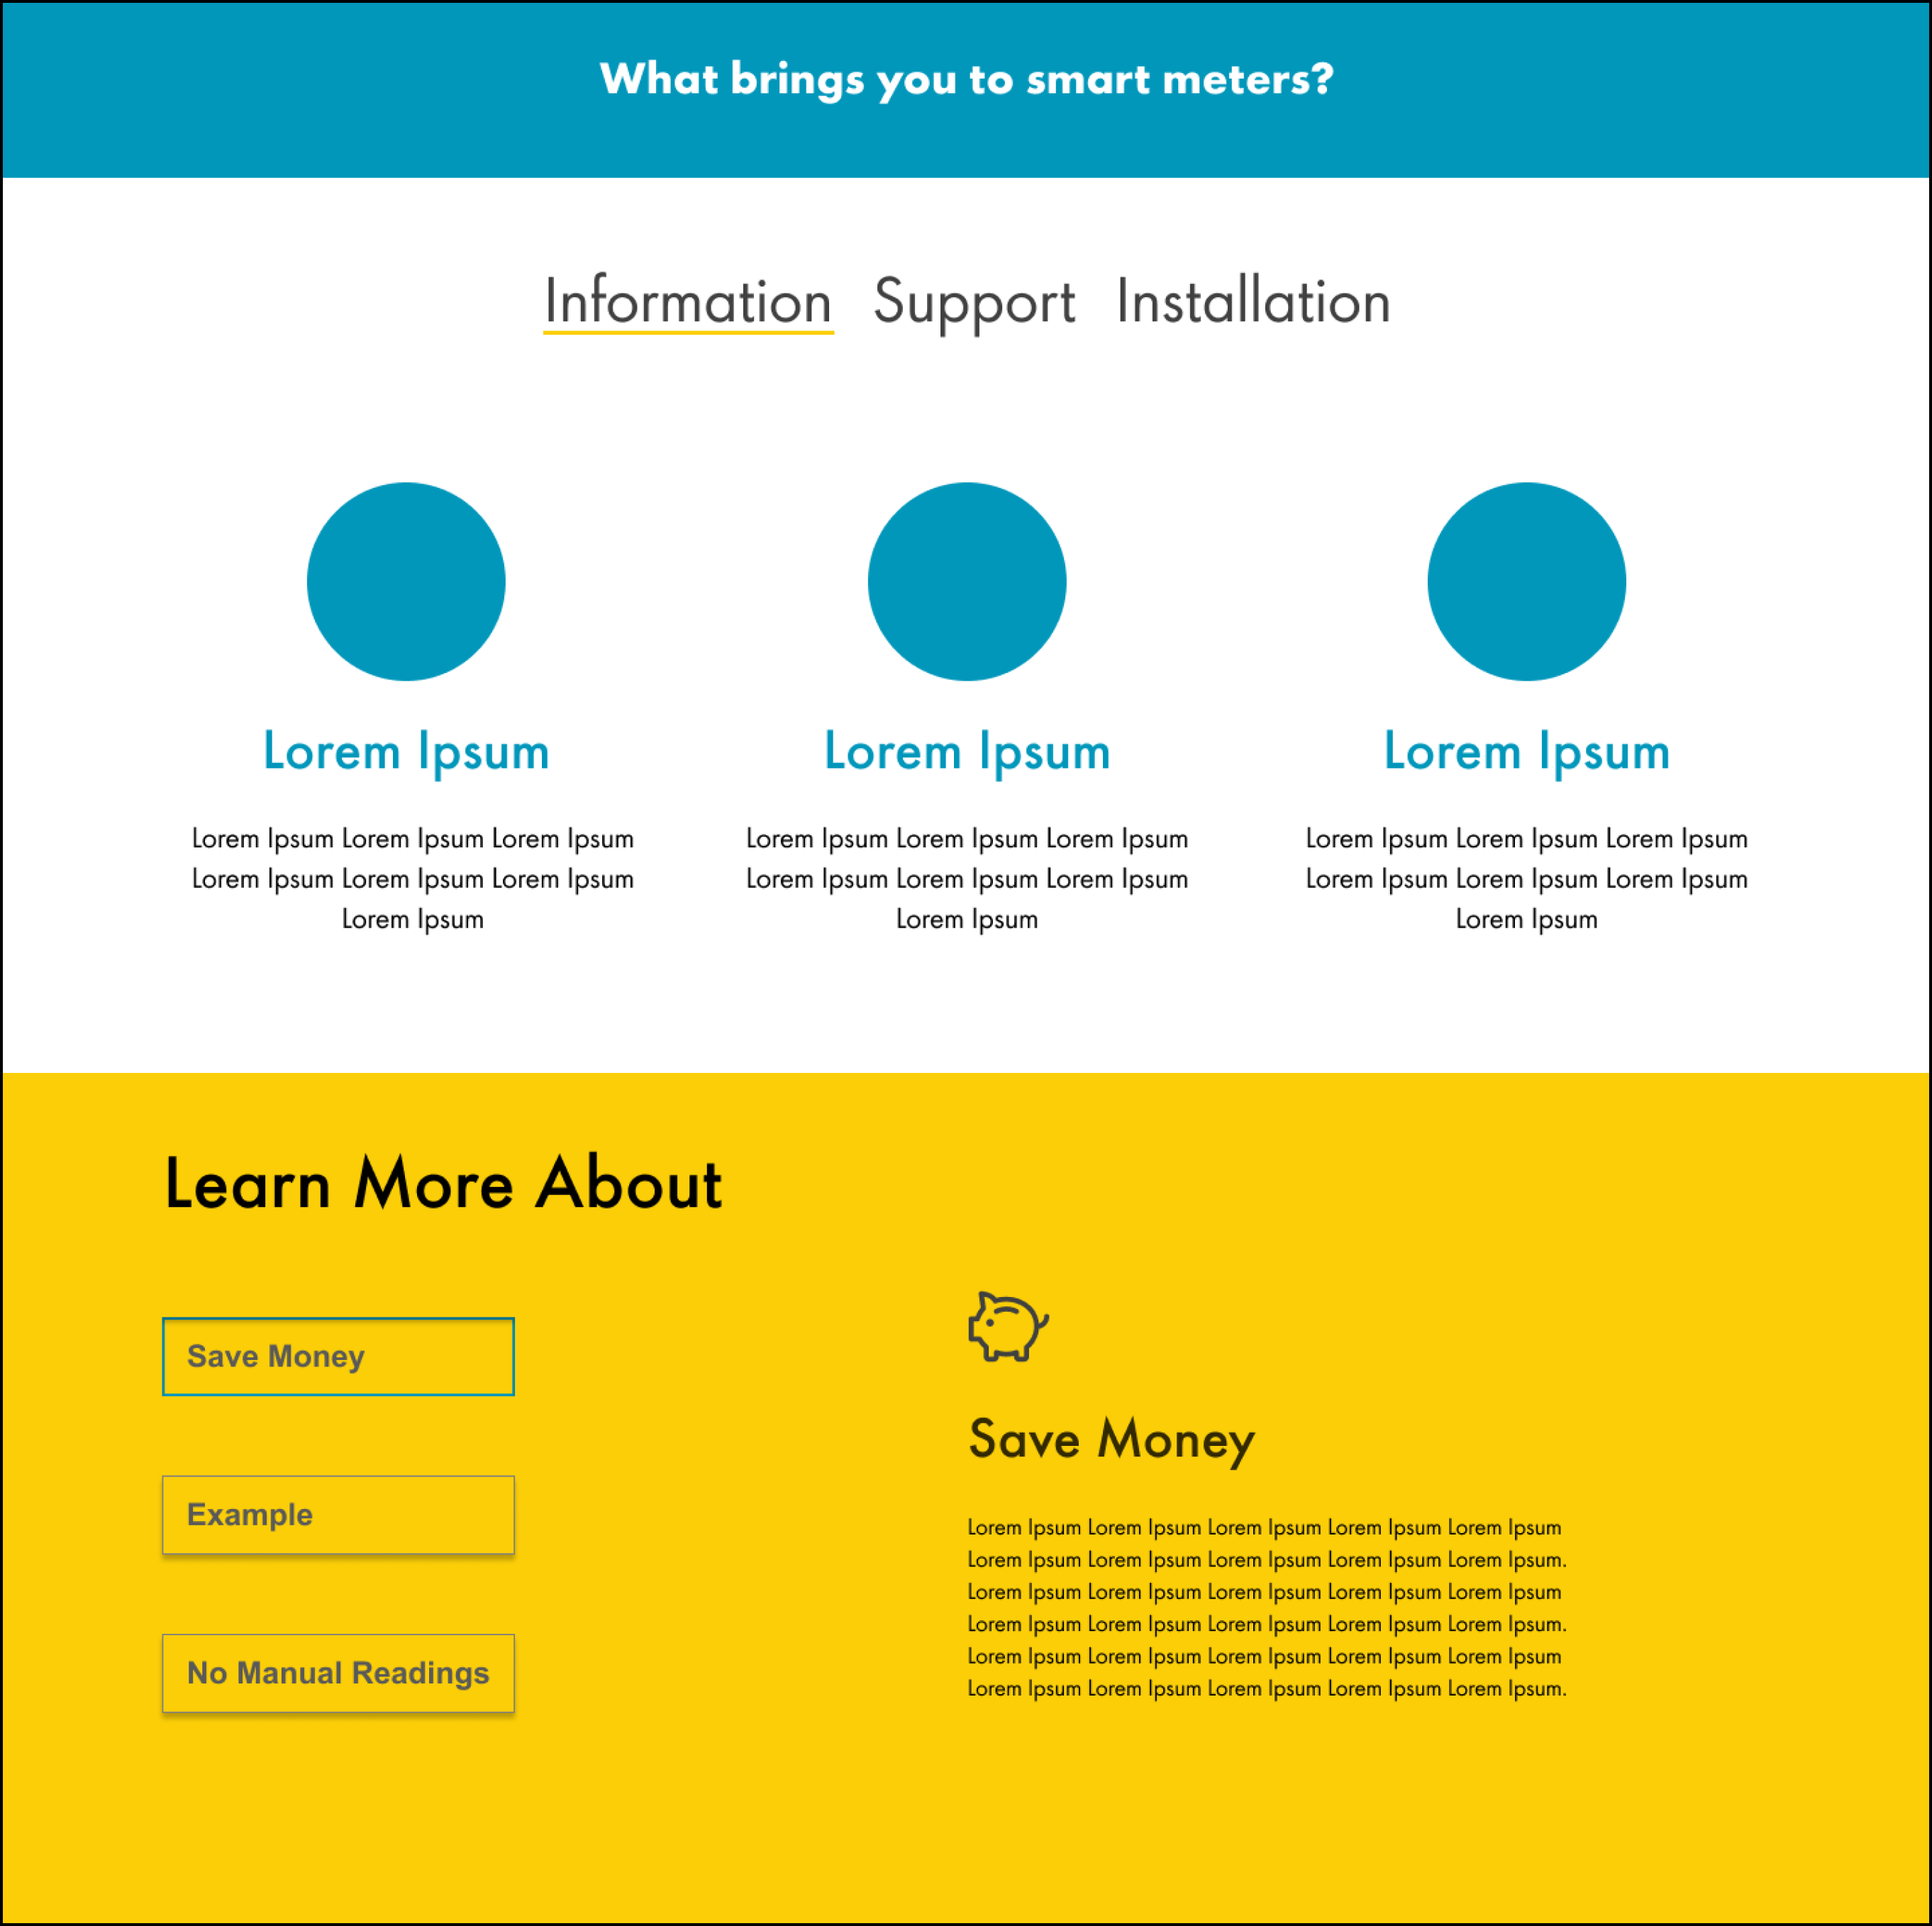 What brings you to smart meters?
Information Support Installation
Lorem Ipsum
Lorem Ipsum Lorem Ipsum Lorem Ipsum
Lorem Ipsum Lorem Ipsum Lorem Ipsum
Lorem Ipsum
Lorem Ipsum
Lorem Ipsum Lorem Ipsum Lorem Ipsum
Lorem Ipsum Lorem Ipsum Lorem Ipsum
Lorem Ipsum
Lorem Ipsum
Lorem Ipsum Lorem Ipsum Lorem Ipsum
Lorem Ipsum Lorem Ipsum Lorem Ipsum
Lorem Ipsum
Learn More About
Save Money
Example
No Manual Readings
Save Money
Lorem Ipsum Lorem Ipsum Lorem Ipsum Lorem Ipsum Lorem Ipsum
Lorem Ipsum Lorem Ipsum Lorem Ipsum Lorem Ipsum Lorem Ipsum.
Lorem Ipsum Lorem Ipsum Lorem Ipsum Lorem Ipsum Lorem Ipsum
Lorem Ipsum Lorem Ipsum Lorem Ipsum Lorem Ipsum Lorem Ipsum.
Lorem Ipsum Lorem Ipsum Lorem Ipsum Lorem Ipsum Lorem Ipsum
Lorem Ipsum Lorem Ipsum Lorem Ipsum Lorem Ipsum Lorem Ipsum.